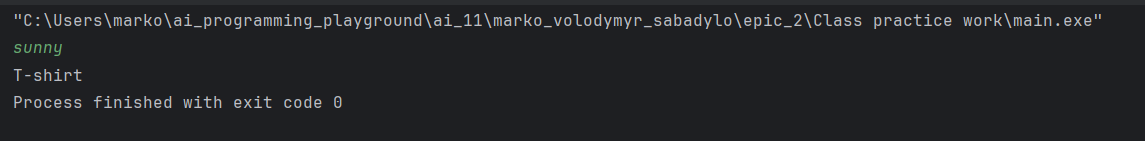 "C:\Users\marko\ai_programming_playground\ai_11\marko_volodymyr_sabadylo\epic_2\Class practice work\main.exe"
sunny
T-shirt
Process finished with exit code 0